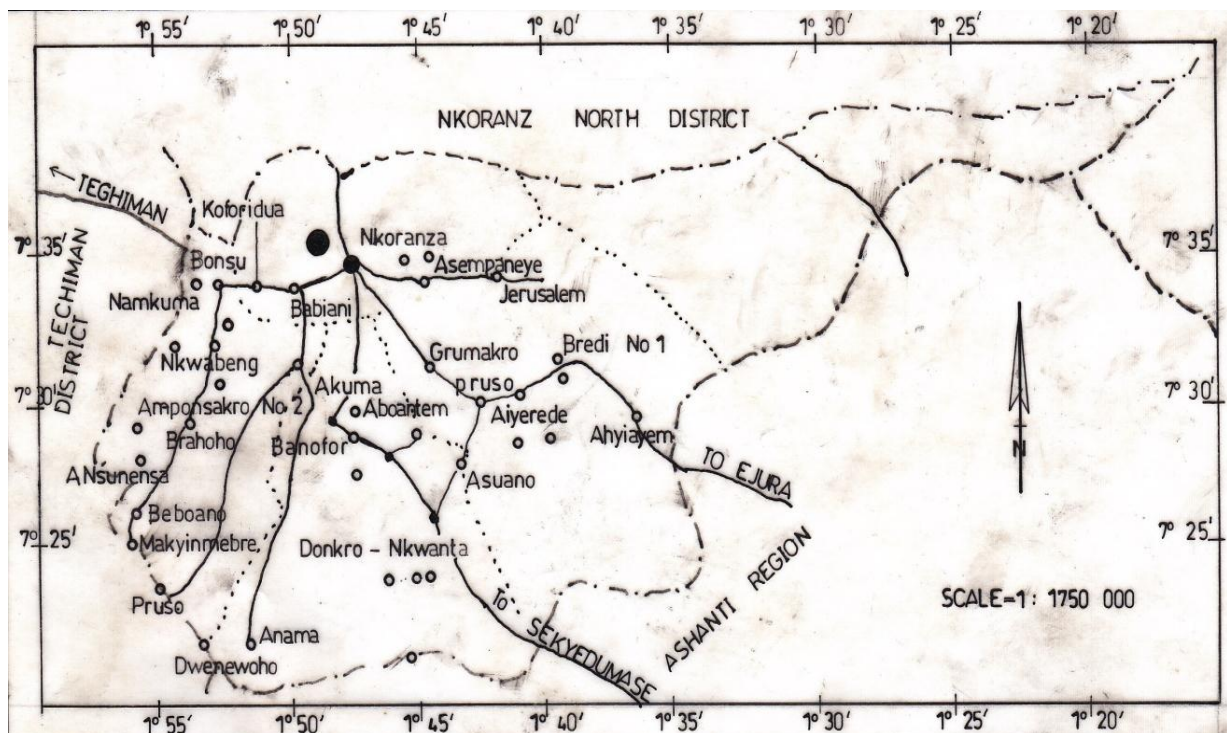 1° 55′ 1° 50′ 1° 45′ 1° 40′ 1° 35′ 1° 30′ 1° 25′ 1° 20′
NKORANZ NORTH DISTRICT
← TEGHIMAN
Koforidua
Nkoranza
7° 35′ 7° 35′
Bonsu
Asempaneye
Namkuma
Babiani
Jerusalem
TECHIMAN DISTRICT
Grumakro
Bredi No 1
Nkwabeng
Akuma
pruso
7° 30′ 7° 30′
Amponsakro No 2
Aboantem
Aiyerede
Brahoho
Banofor
Ahyiayem
ANsunensa
Asuano
TO EJURA
Beboano
7° 25′ 7° 25′
Makyinmebre
Donkro - Nkwanta
ASHANTI REGION
SCALE=1: 1750 000
N
Pruso
TO SEKYEDUMASE
Anama
Dwenewoho
1° 55′ 1° 50′ 1° 45′ 1° 40′ 1° 35′ 1° 30′ 1° 25′ 1° 20′